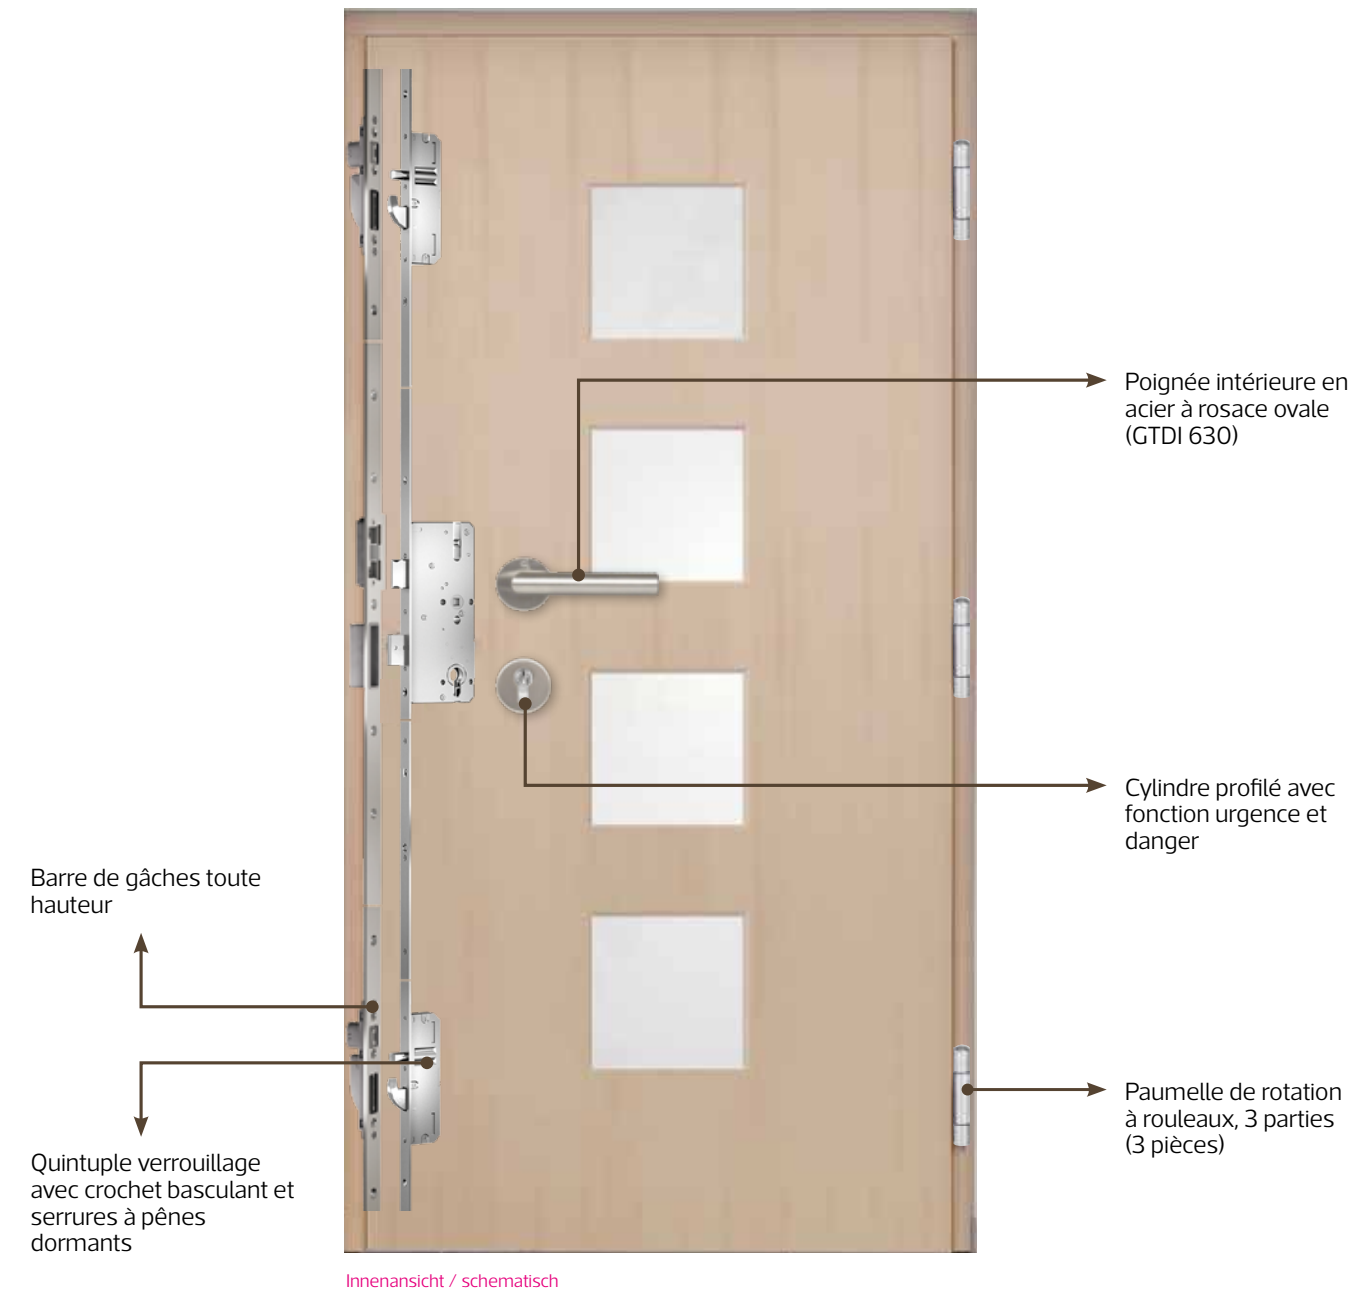 Poignée intérieure en
acier à rosace ovale
(GTDI 630)
Cylindre profilé avec
fonction urgence et
danger
Barre de gâches toute
hauteur
Paumelle de rotation
à rouleaux, 3 parties
(3 pièces)
Quintuple verrouillage
avec crochet basculant et
serrures à pênes
dormants
Innenansicht / schematisch